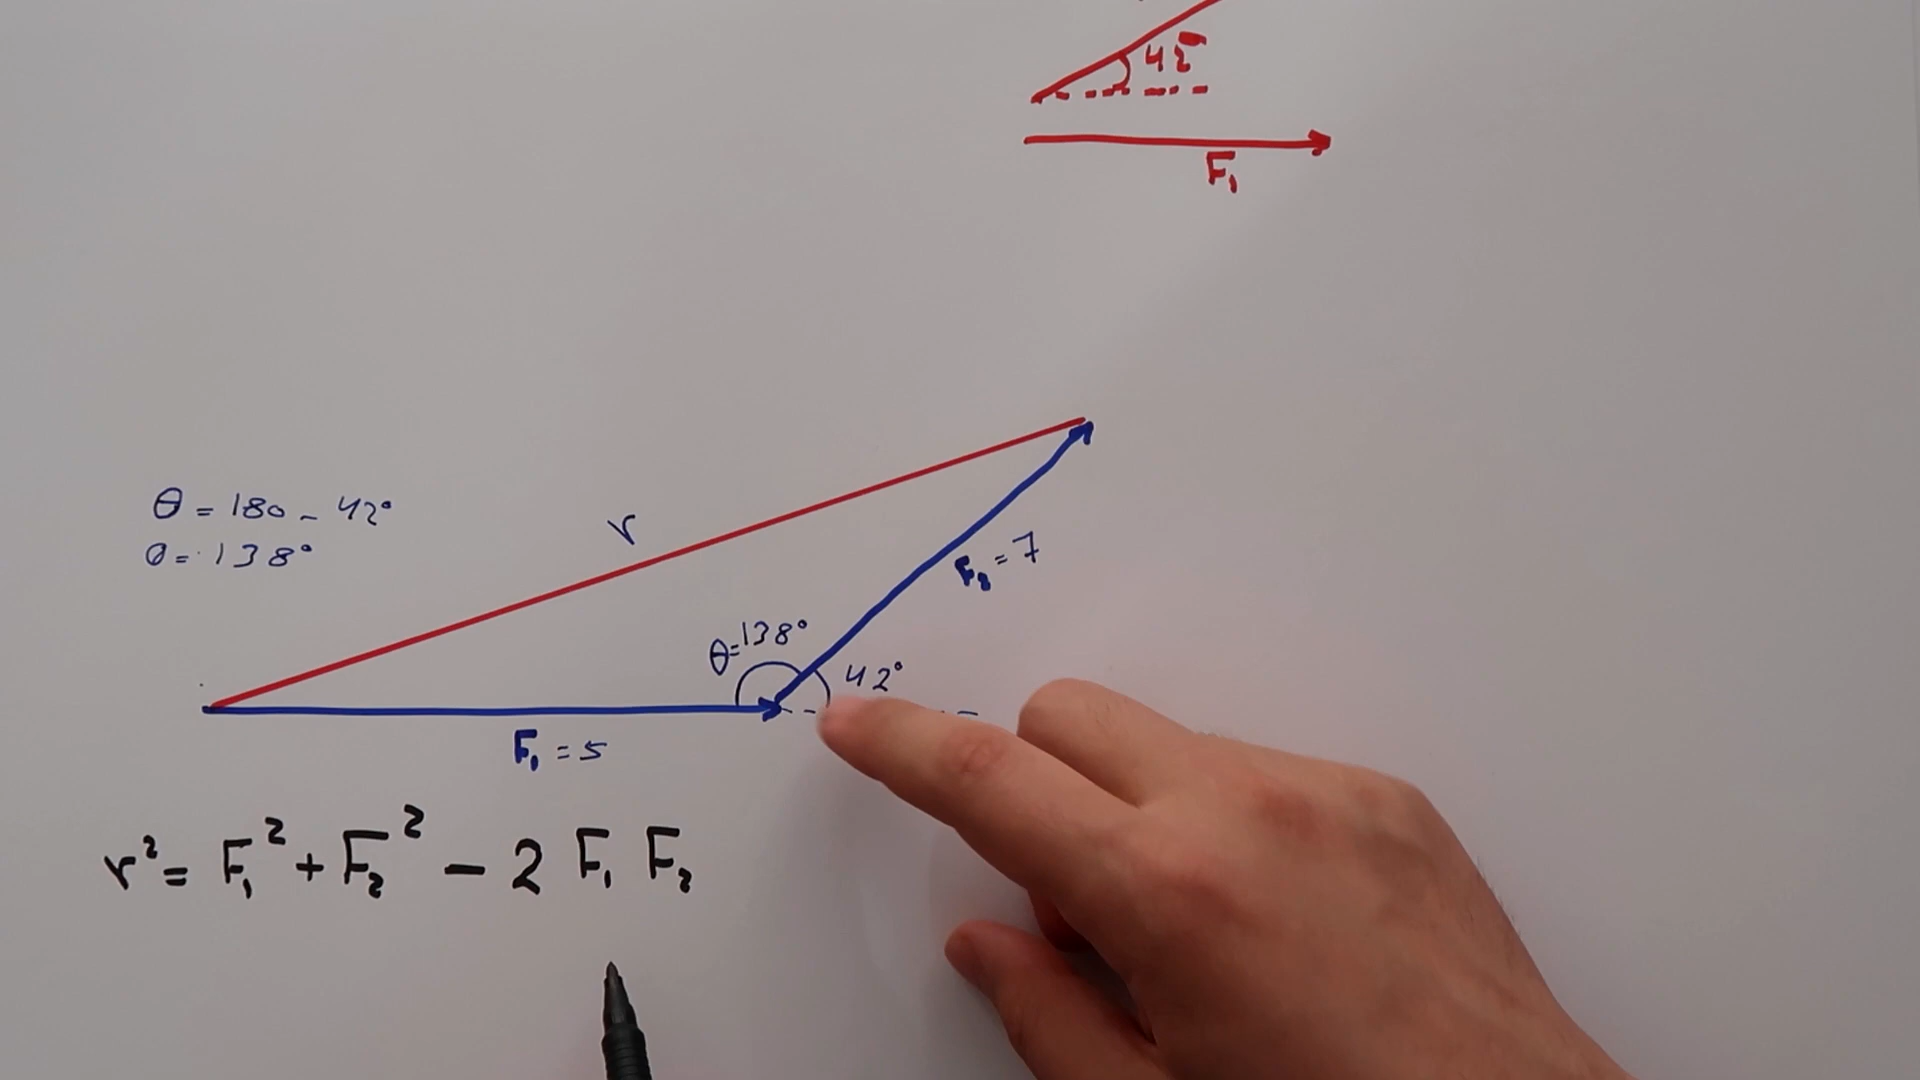 42
F₁
θ = 180 - 42°
θ = 138°
r
F₂ = 7
θ = 138°
42°
F₁ = 5
r² = F₁² + F₂² - 2 F₁ F₂